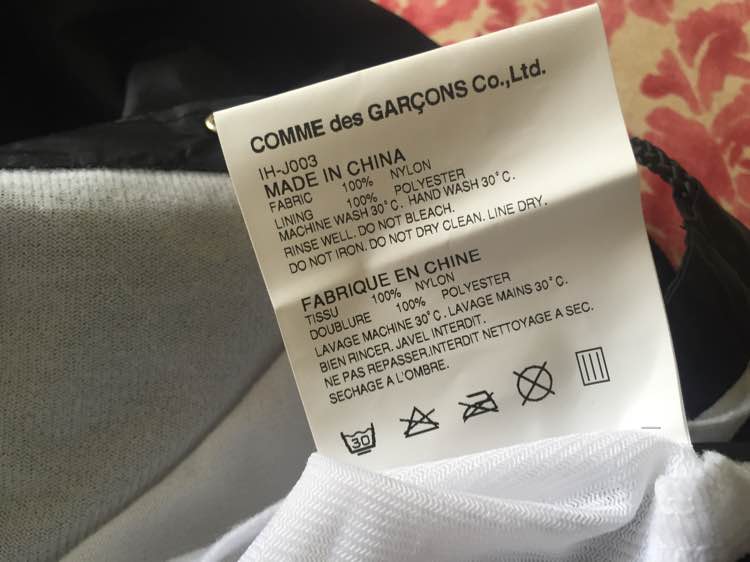 COMME des GARÇONS Co.,Ltd.
IH-J003
MADE IN CHINA
FABRIC 100% NYLON
LINING 100% POLYESTER
MACHINE WASH 30°C. HAND WASH 30°C.
RINSE WELL. DO NOT BLEACH.
DO NOT IRON. DO NOT DRY CLEAN. LINE DRY.
FABRIQUE EN CHINE
TISSU 100% NYLON
DOUBLURE 100% POLYESTER
LAVAGE MACHINE 30°C. LAVAGE MAINS 30°C.
BIEN RINCER. JAVEL INTERDIT.
NE PAS REPASSER.INTERDIT NETTOYAGE A SEC.
SECHAGE A L'OMBRE.
30